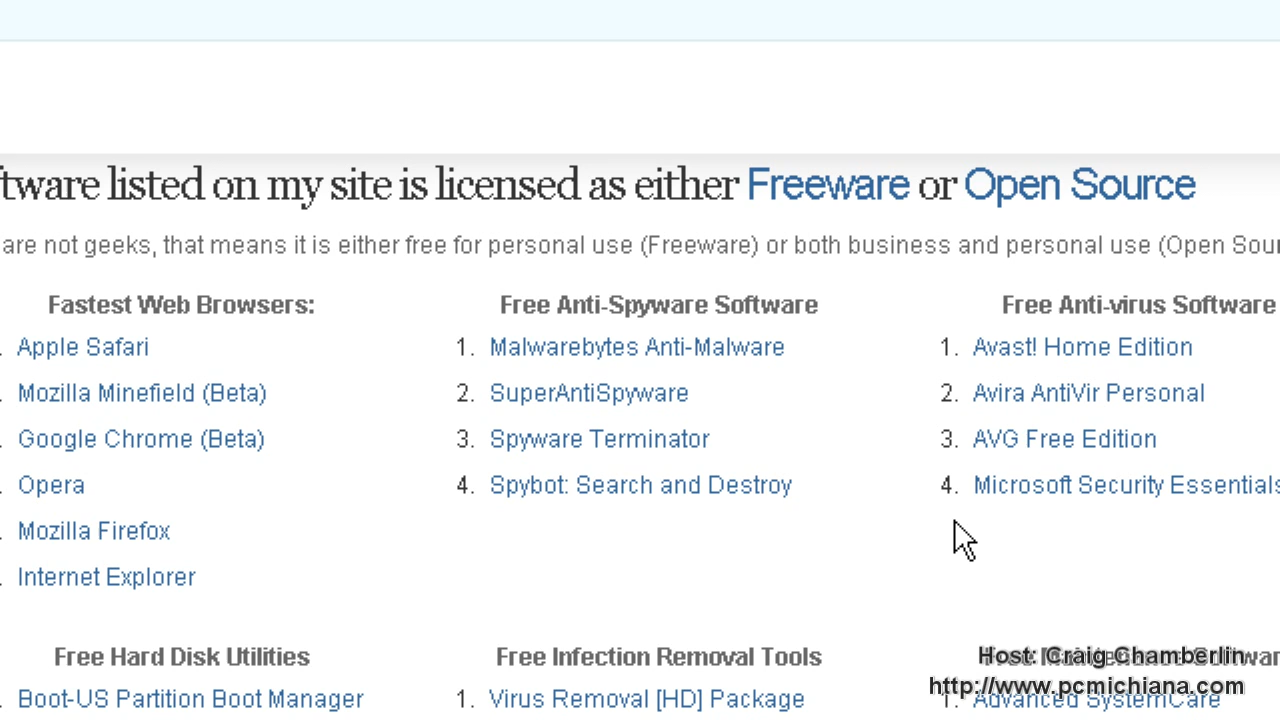 ftware listed on my site is licensed as either Freeware or Open Source
are not geeks, that means it is either free for personal use (Freeware) or both business and personal use (Open Sour
Fastest Web Browsers:
. Apple Safari
. Mozilla Minefield (Beta)
. Google Chrome (Beta)
. Opera
. Mozilla Firefox
. Internet Explorer
Free Anti-Spyware Software
1. Malwarebytes Anti-Malware
2. SuperAntiSpyware
3. Spyware Terminator
4. Spybot: Search and Destroy
Free Anti-virus Software
1. Avast! Home Edition
2. Avira AntiVir Personal
3. AVG Free Edition
4. Microsoft Security Essentials
Free Hard Disk Utilities
Boot-US Partition Boot Manager
Free Infection Removal Tools
1. Virus Removal [HD] Package
1. Advanced SystemCare
Host: Craig Chamberlin
http://www.pcmichiana.com